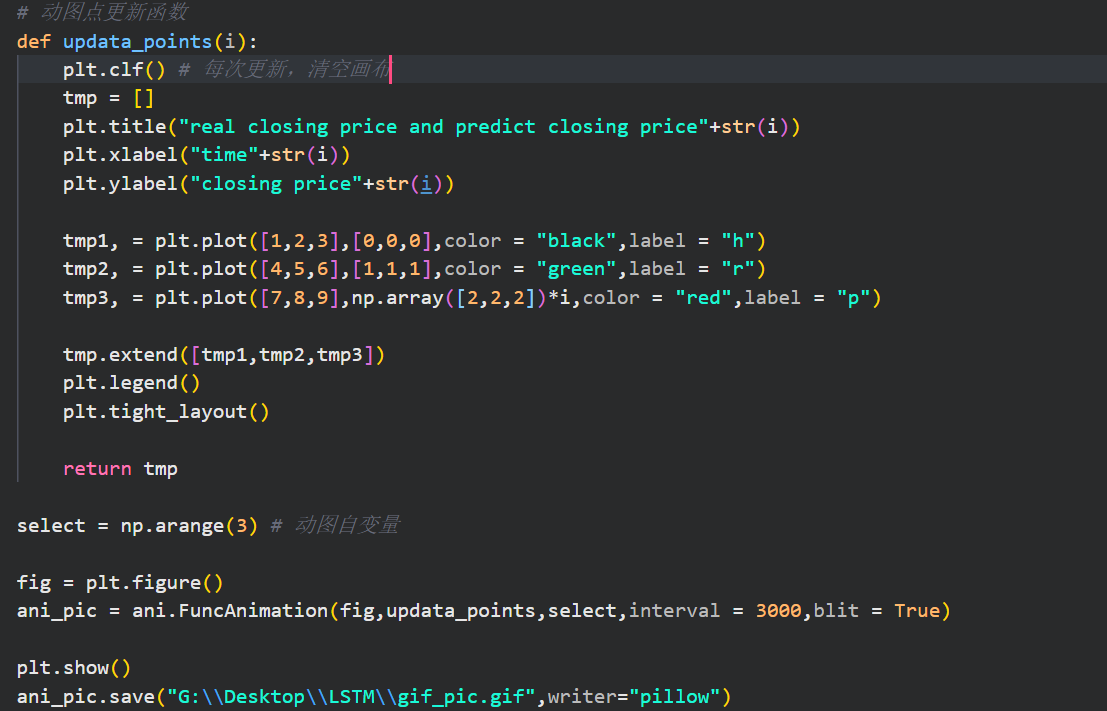 # 动图点更新函数
def updata_points(i):
    plt.clf() # 每次更新，清空画布
    tmp = []
    plt.title("real closing price and predict closing price"+str(i))
    plt.xlabel("time"+str(i))
    plt.ylabel("closing price"+str(i))
    tmp1, = plt.plot([1,2,3],[0,0,0],color = "black",label = "h")
    tmp2, = plt.plot([4,5,6],[1,1,1],color = "green",label = "r")
    tmp3, = plt.plot([7,8,9],np.array([2,2,2])*i,color = "red",label = "p")
    tmp.extend([tmp1,tmp2,tmp3])
    plt.legend()
    plt.tight_layout()
    return tmp
select = np.arange(3) # 动图自变量
fig = plt.figure()
ani_pic = ani.FuncAnimation(fig,updata_points,select,interval = 3000,blit = True)
plt.show()
ani_pic.save("G:\\Desktop\\LSTM\\gif_pic.gif",writer="pillow")